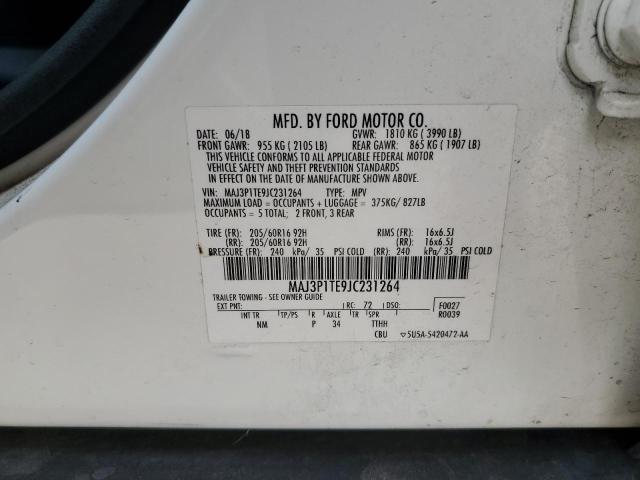 MFD. BY FORD MOTOR CO.
DATE: 06/18 GVWR: 1810 KG ( 3990 LB)
FRONT GAWR: 955 KG ( 2105 LB) REAR GAWR: 865 KG ( 1907 LB)
THIS VEHICLE CONFORMS TO ALL APPLICABLE FEDERAL MOTOR
VEHICLE SAFETY AND THEFT PREVENTION STANDARDS
IN EFFECT ON THE DATE OF MANUFACTURE SHOWN ABOVE.
VIN: MAJ3P1TE9JC231264 TYPE: MPV
MAXIMUM LOAD = OCCUPANTS + LUGGAGE = 375KG/ 827LB
OCCUPANTS = 5 TOTAL; 2 FRONT, 3 REAR
TIRE (FR): 205/60R16 92H RIMS (FR): 16x6.5J
(RR): 205/60R16 92H (RR): 16x6.5J
PRESSURE (FR): 240 kPa/ 35 PSI COLD (RR): 240 kPa/ 35 PSI COLD
MAJ3P1TE9JC231264
TRAILER TOWING - SEE OWNER GUIDE
EXT PNT: RC: 72 DSO: F0027
R0039
INT TR TP/PS R AXLE TR SPR
NM P 34 TTHH
CBU 5U5A-5420472-AA